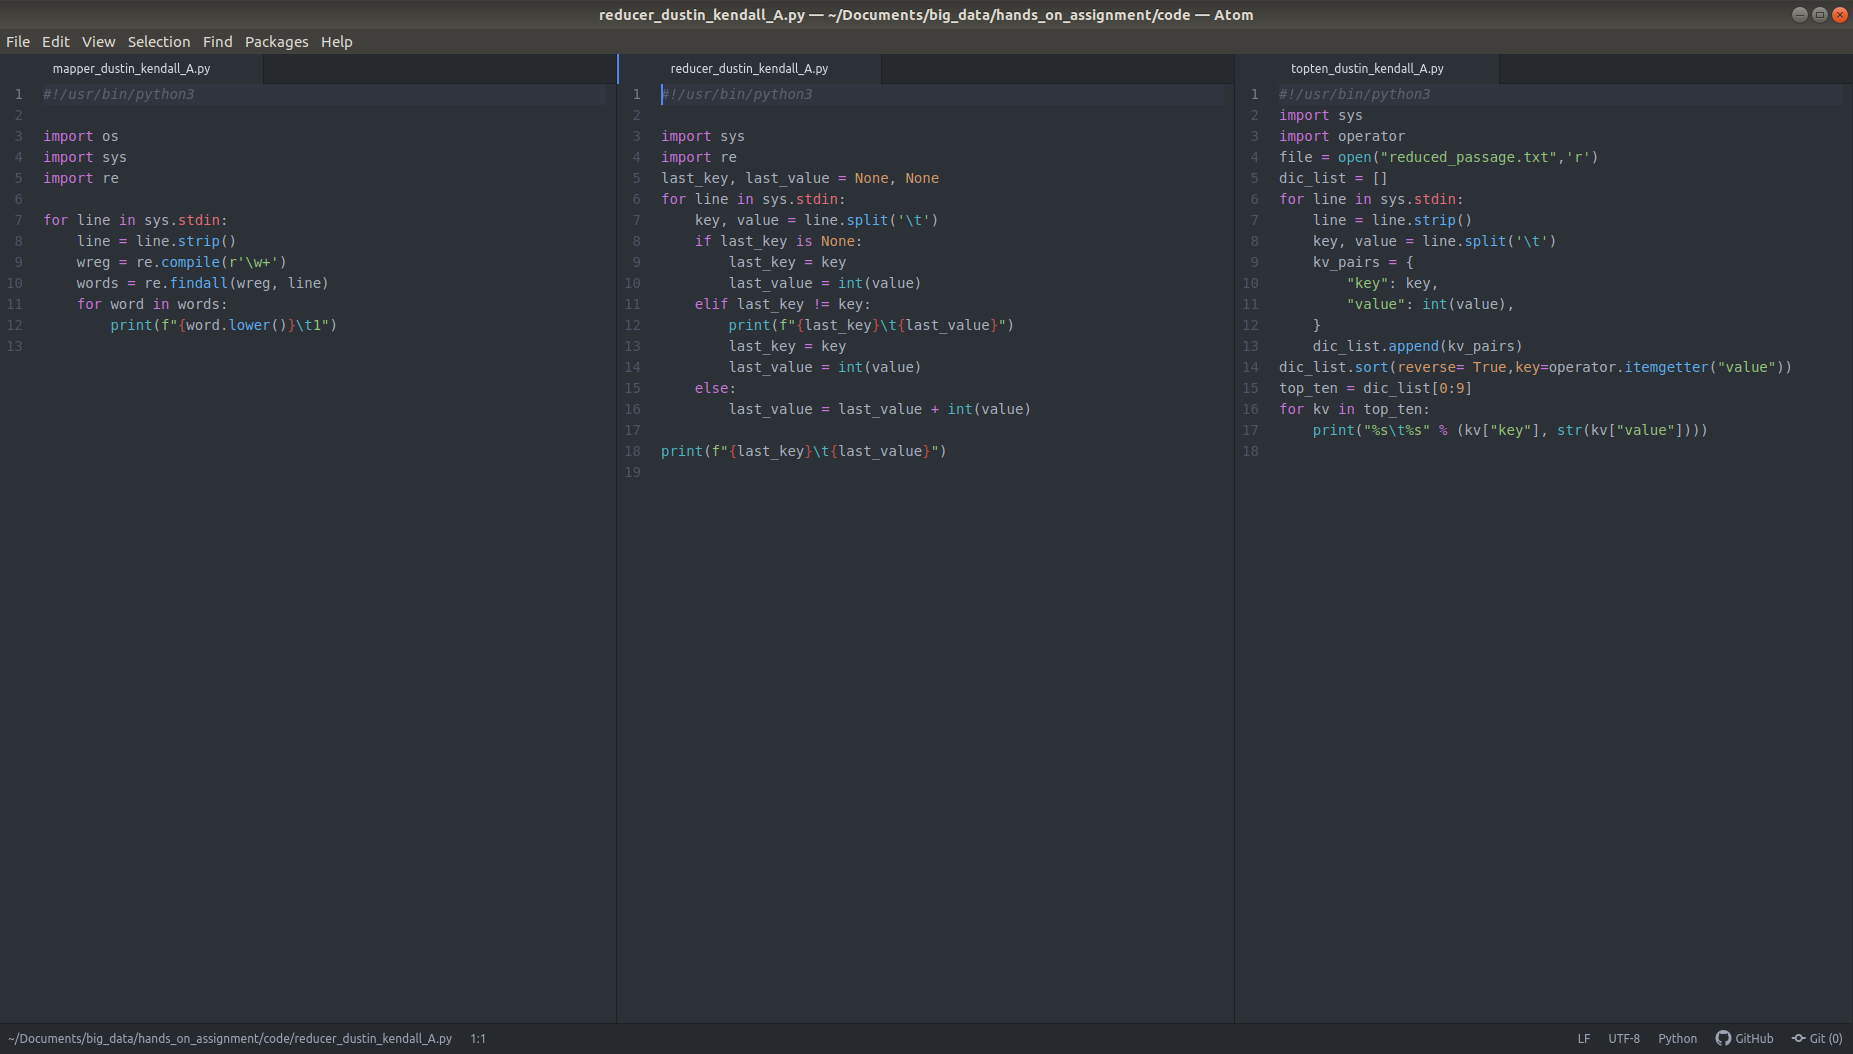 reducer_dustin_kendall_A.py — ~/Documents/big_data/hands_on_assignment/code — Atom
File Edit View Selection Find Packages Help
mapper_dustin_kendall_A.py
1 #!/usr/bin/python3
2
3 import os
4 import sys
5 import re
6
7 for line in sys.stdin:
8     line = line.strip()
9     wreg = re.compile(r'\w+')
10     words = re.findall(wreg, line)
11     for word in words:
12         print(f"{word.lower()}\t1")
13
reducer_dustin_kendall_A.py
1 #!/usr/bin/python3
2
3 import sys
4 import re
5 last_key, last_value = None, None
6 for line in sys.stdin:
7     key, value = line.split('\t')
8     if last_key is None:
9         last_key = key
10         last_value = int(value)
11     elif last_key != key:
12         print(f"{last_key}\t{last_value}")
13         last_key = key
14         last_value = int(value)
15     else:
16         last_value = last_value + int(value)
17
18 print(f"{last_key}\t{last_value}")
19
topten_dustin_kendall_A.py
1 #!/usr/bin/python3
2 import sys
3 import operator
4 file = open("reduced_passage.txt",'r')
5 dic_list = []
6 for line in sys.stdin:
7     line = line.strip()
8     key, value = line.split('\t')
9     kv_pairs = {
10         "key": key,
11         "value": int(value),
12     }
13     dic_list.append(kv_pairs)
14 dic_list.sort(reverse= True,key=operator.itemgetter("value"))
15 top_ten = dic_list[0:9]
16 for kv in top_ten:
17     print("%s\t%s" % (kv["key"], str(kv["value"])))
18
~/Documents/big_data/hands_on_assignment/code/reducer_dustin_kendall_A.py 1:1 LF UTF-8 Python GitHub Git (0)